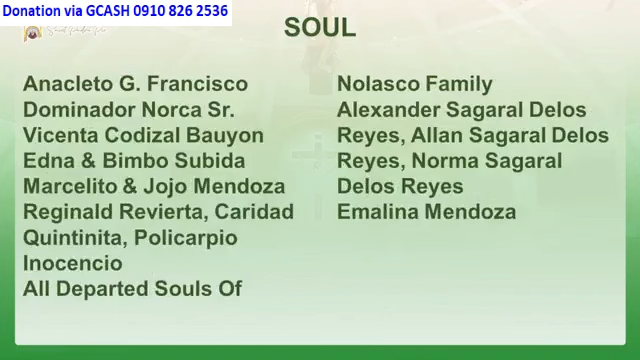 Donation via GCASH 0910 826 2536
SOUL
Anacleto G. Francisco
Dominador Norca Sr.
Vicenta Codizal Bauyon
Edna & Bimbo Subida
Marcelito & Jojo Mendoza
Reginald Revierta, Caridad
Quintinita, Policarpio
Inocencio
All Departed Souls Of
Nolasco Family
Alexander Sagaral Delos
Reyes, Allan Sagaral Delos
Reyes, Norma Sagaral
Delos Reyes
Emalina Mendoza